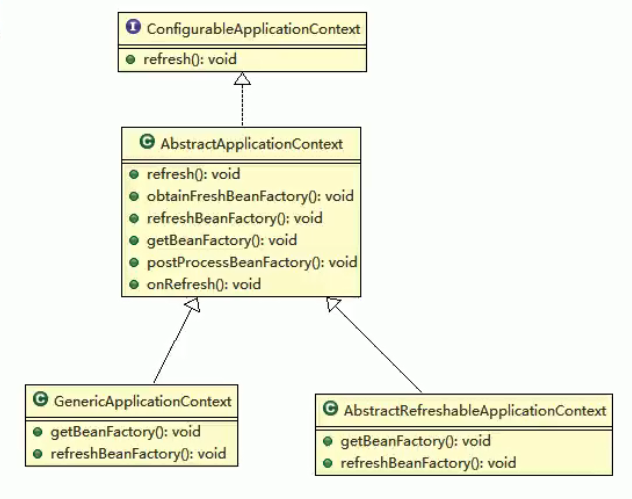 I ConfigurableApplicationContext
refresh(): void
C AbstractApplicationContext
refresh(): void
obtainFreshBeanFactory(): void
refreshBeanFactory(): void
getBeanFactory(): void
postProcessBeanFactory(): void
onRefresh(): void
C GenericApplicationContext
getBeanFactory(): void
refreshBeanFactory(): void
C AbstractRefreshableApplicationContext
getBeanFactory(): void
refreshBeanFactory(): void